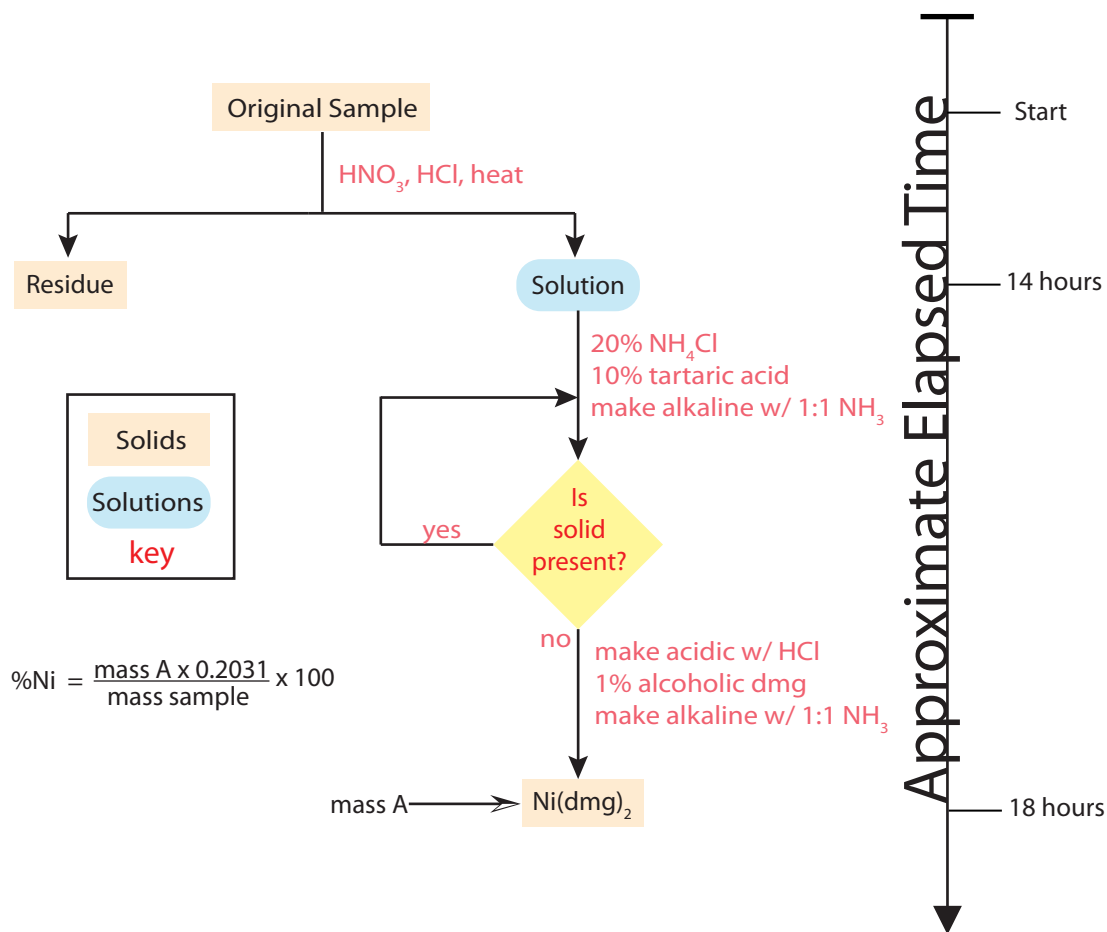 Original Sample
HNO₃, HCl, heat
Residue
Solution
20% NH₄Cl
10% tartaric acid
make alkaline w/ 1:1 NH₃
Solids
Solutions
key
Is
solid
present?
yes
no
make acidic w/ HCl
1% alcoholic dmg
make alkaline w/ 1:1 NH₃
%Ni = mass A x 0.2031 / mass sample x 100
mass A
Ni(dmg)₂
Approximate Elapsed Time
Start
14 hours
18 hours